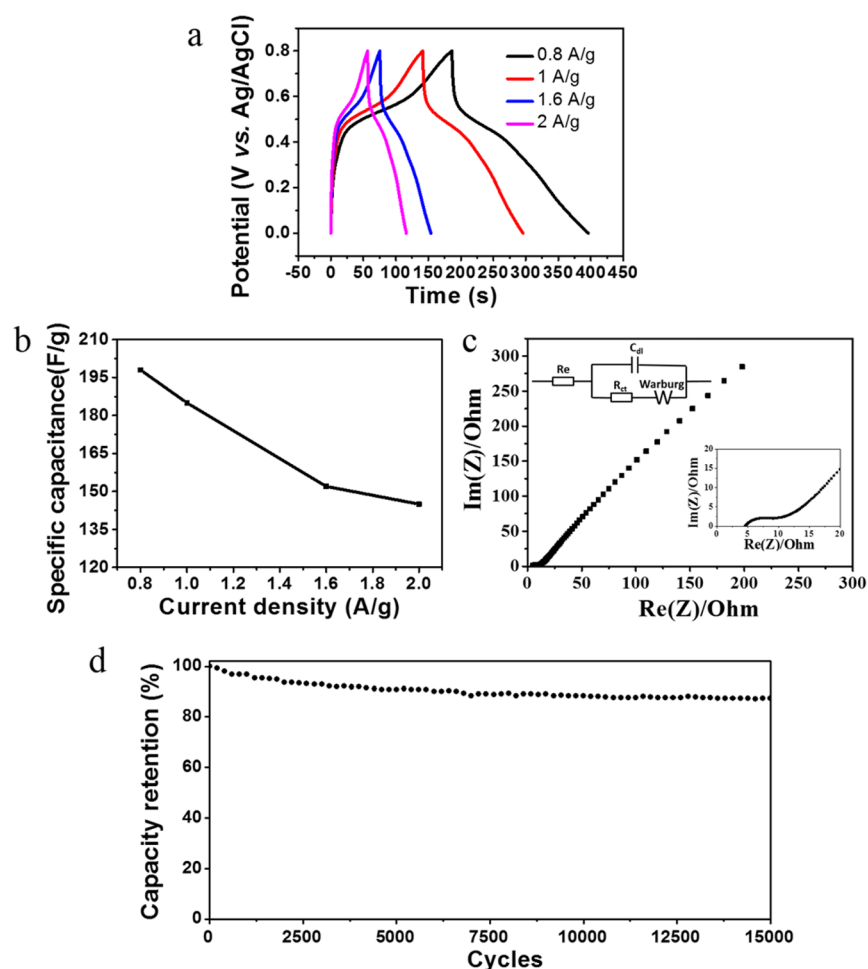 a
Potential (V vs. Ag/AgCl)
0.8
0.6
0.4
0.2
0.0
0.8 A/g
1 A/g
1.6 A/g
2 A/g
-50 0 50 100 150 200 250 300 350 400 450
Time (s)
b
Specific capacitance(F/g)
210
195
180
165
150
135
120
0.8 1.0 1.2 1.4 1.6 1.8 2.0
Current density (A/g)
c
Im(Z)/Ohm
300
250
200
150
100
50
0
Re
Cdl
Rct
Warburg
Im(Z)/Ohm
20
15
10
5
0
0 5 10 15 20
Re(Z)/Ohm
0 50 100 150 200 250 300
Re(Z)/Ohm
d
Capacity retention (%)
100
80
60
40
20
0
0 2500 5000 7500 10000 12500 15000
Cycles